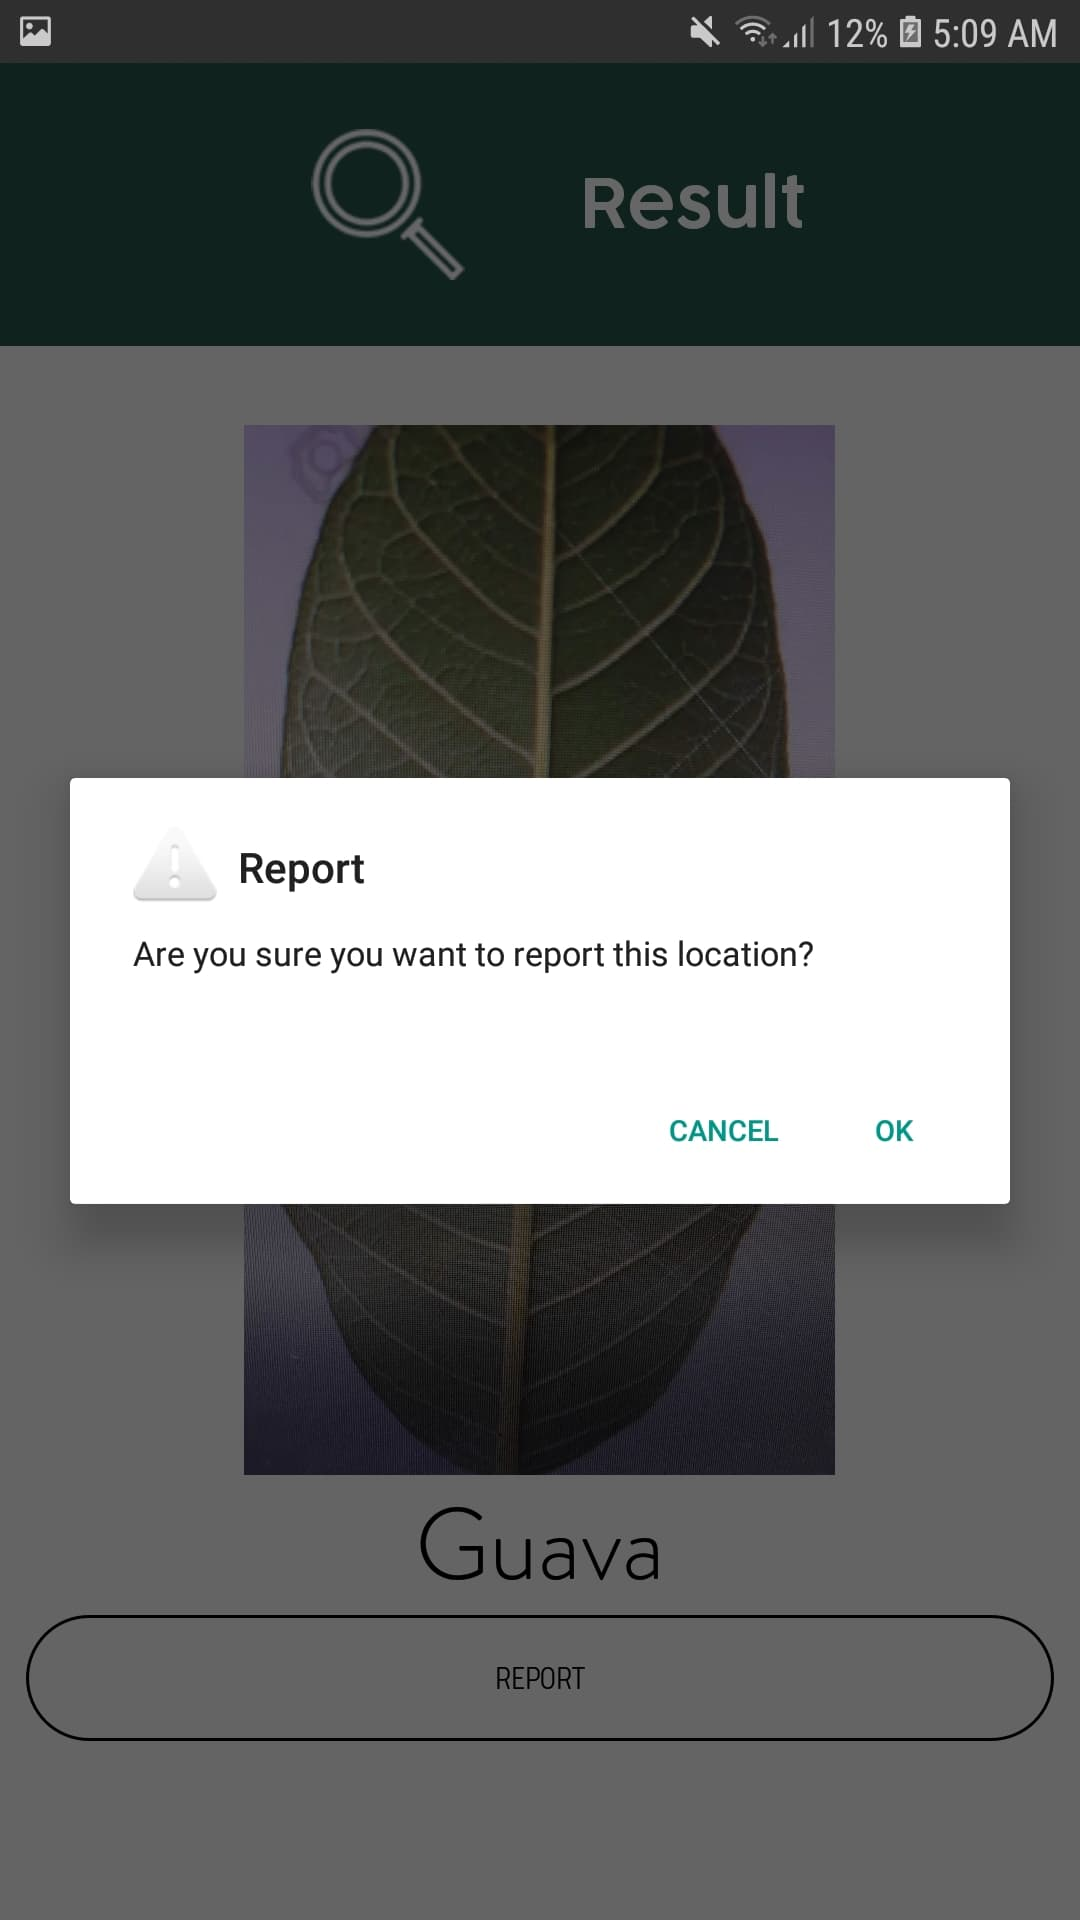 12% 5:09 AM
Result
Report
Are you sure you want to report this location?
CANCEL OK
Guava
REPORT